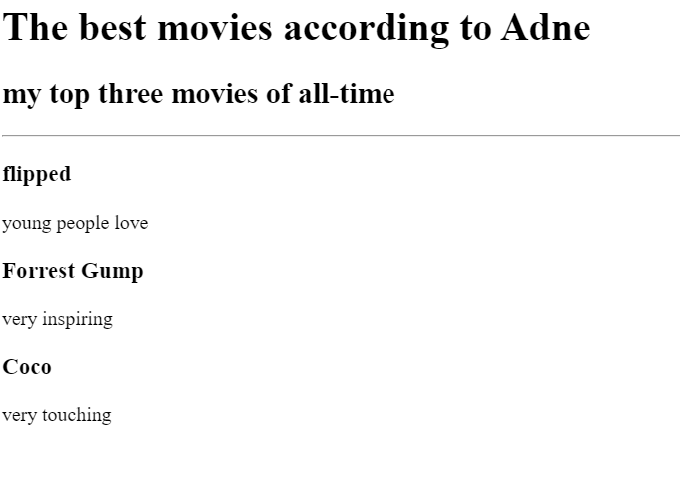 The best movies according to Adne
my top three movies of all-time
flipped
young people love
Forrest Gump
very inspiring
Coco
very touching